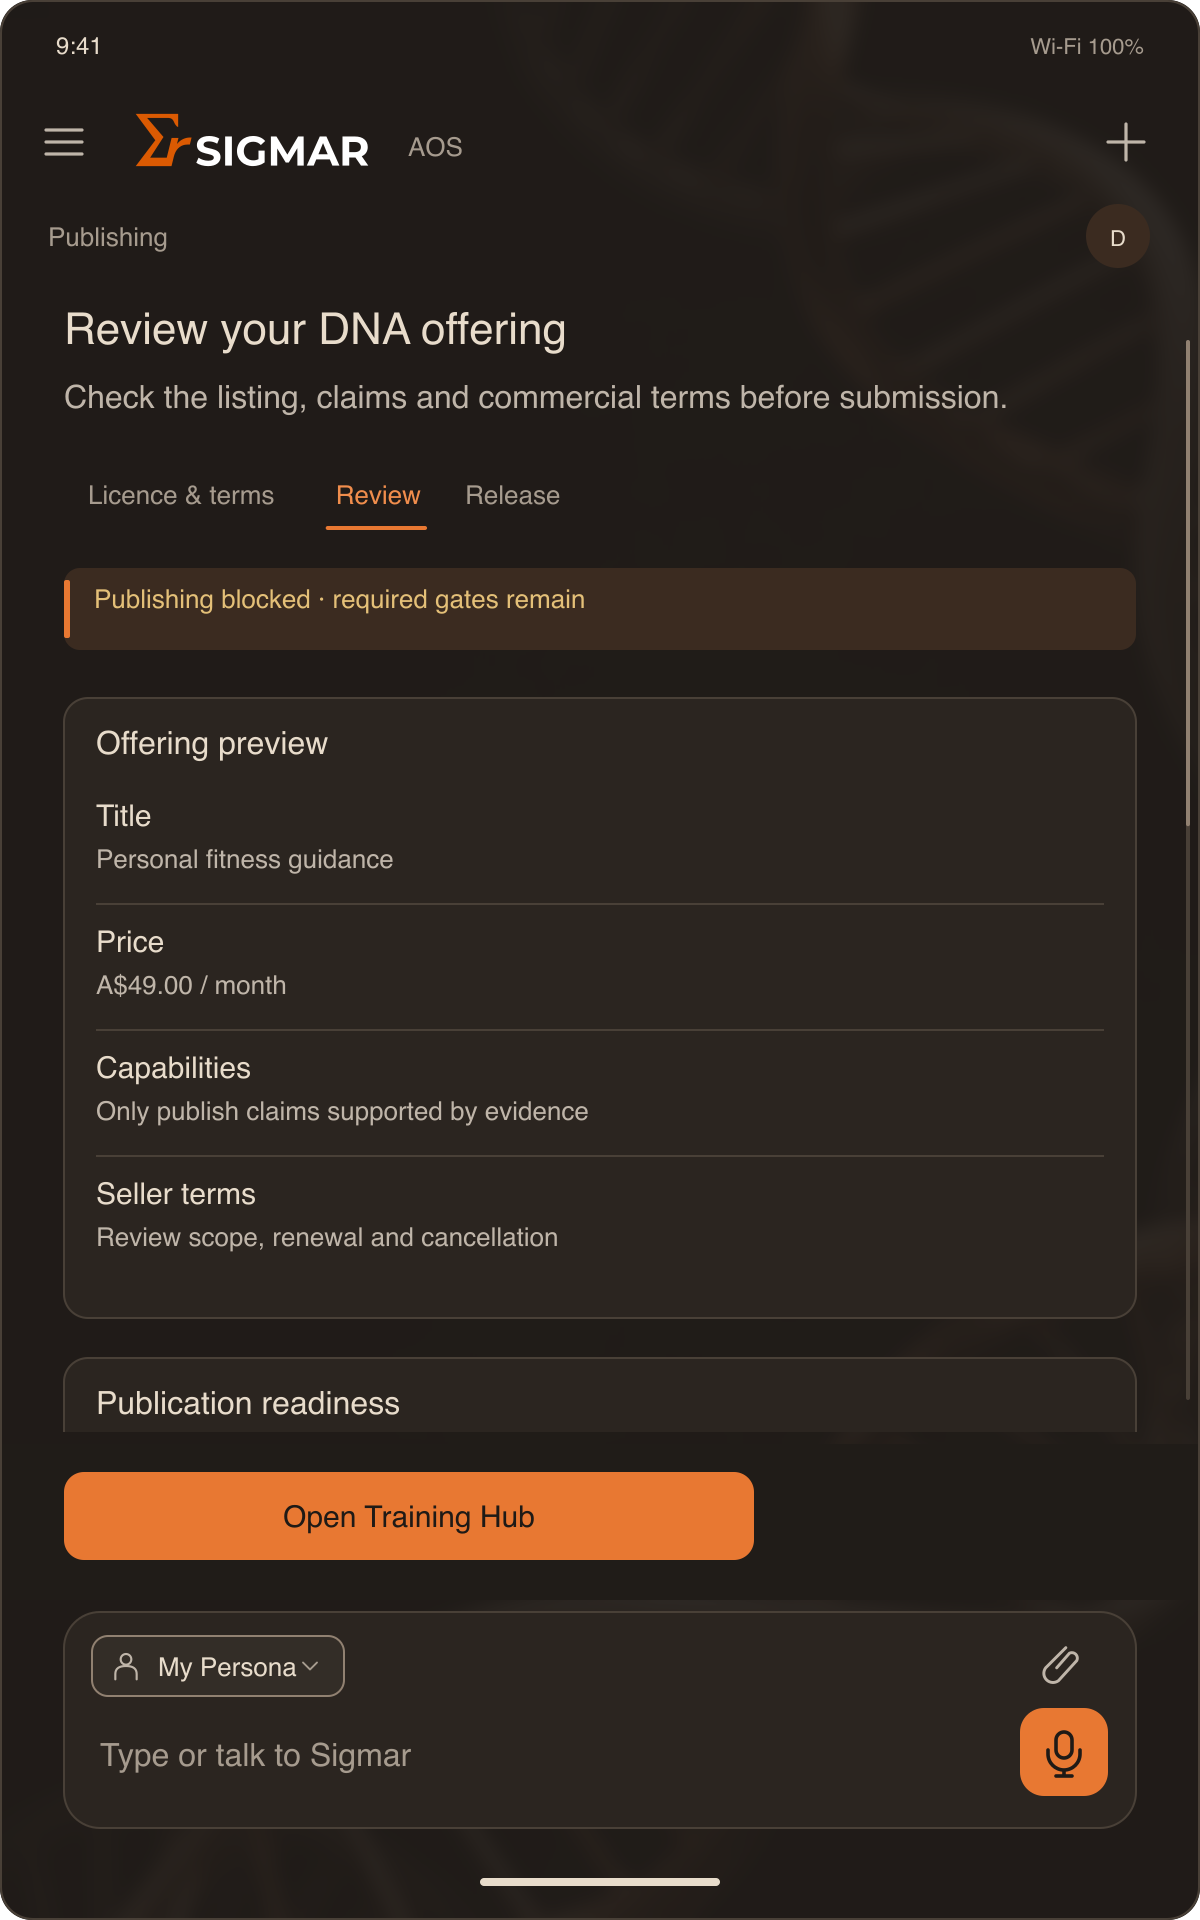 9:41
Wi-Fi 100%
Σr SIGMAR AOS
Publishing
D
Review your DNA offering
Check the listing, claims and commercial terms before submission.
Licence & terms Review Release
Publishing blocked · required gates remain
Offering preview
Title
Personal fitness guidance
Price
A$49.00 / month
Capabilities
Only publish claims supported by evidence
Seller terms
Review scope, renewal and cancellation
Publication readiness
Open Training Hub
My Persona
Type or talk to Sigmar